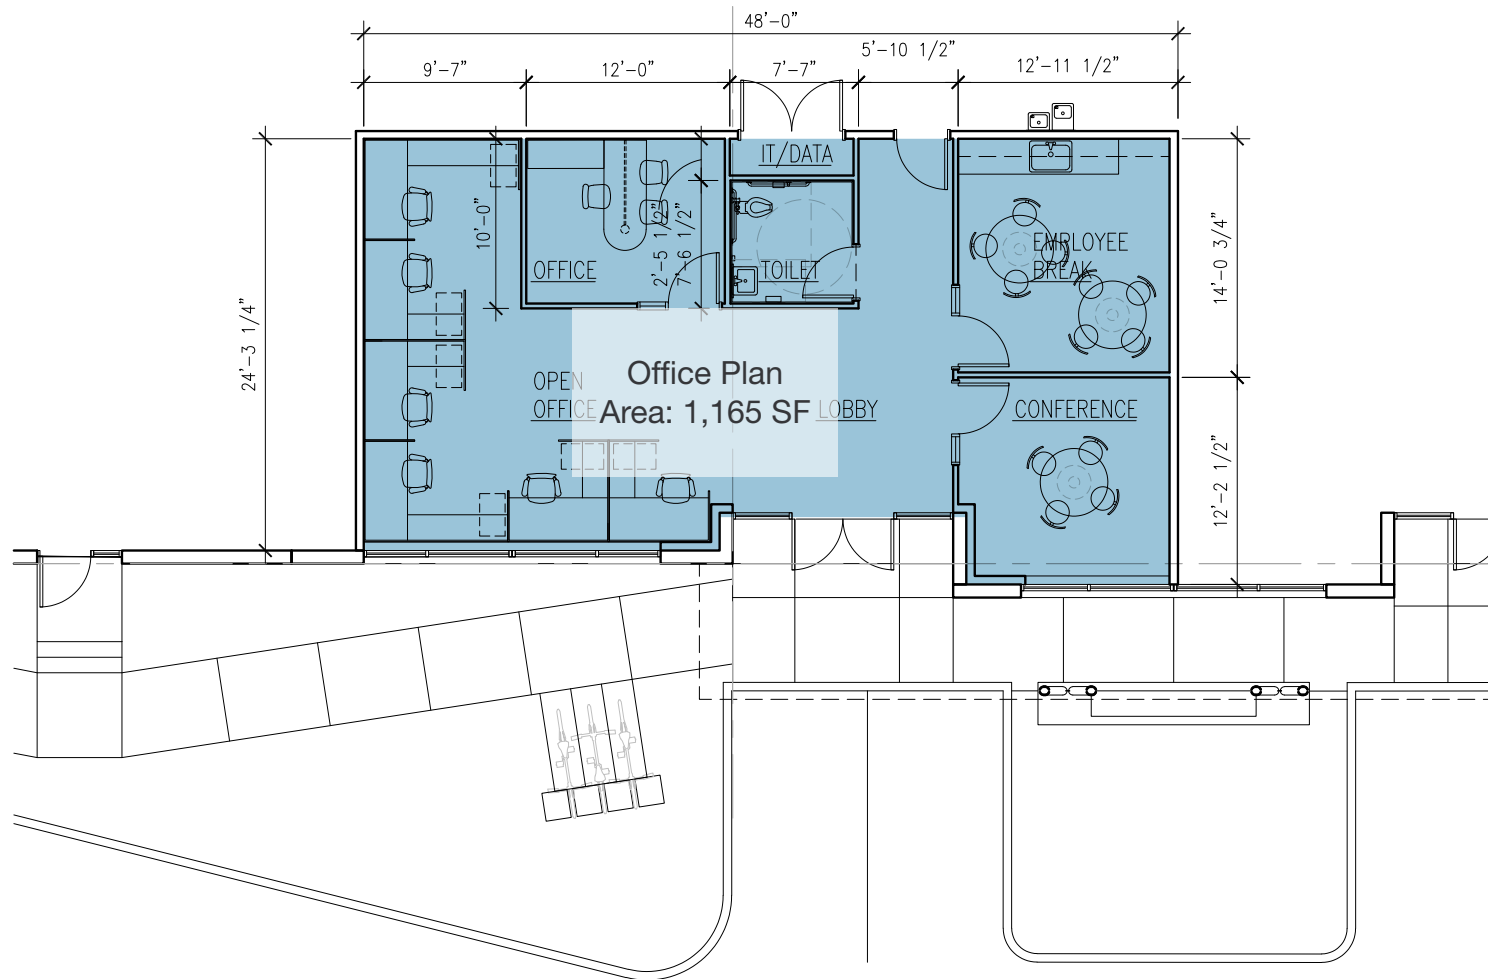 48’-0”
9’-7”
12’-0”
7’-7”
5’-10 1/2”
12’-11 1/2”
IT/DATA
10’-0”
2’-5 1/2”
7’-6 1/2”
OFFICE
TOILET
EMPLOYEE
BREAK
14’-0 3/4”
24’-3 1/4”
Office Plan
Area: 1,165 SF
OPEN
OFFICE
LOBBY
CONFERENCE
12’-2 1/2”